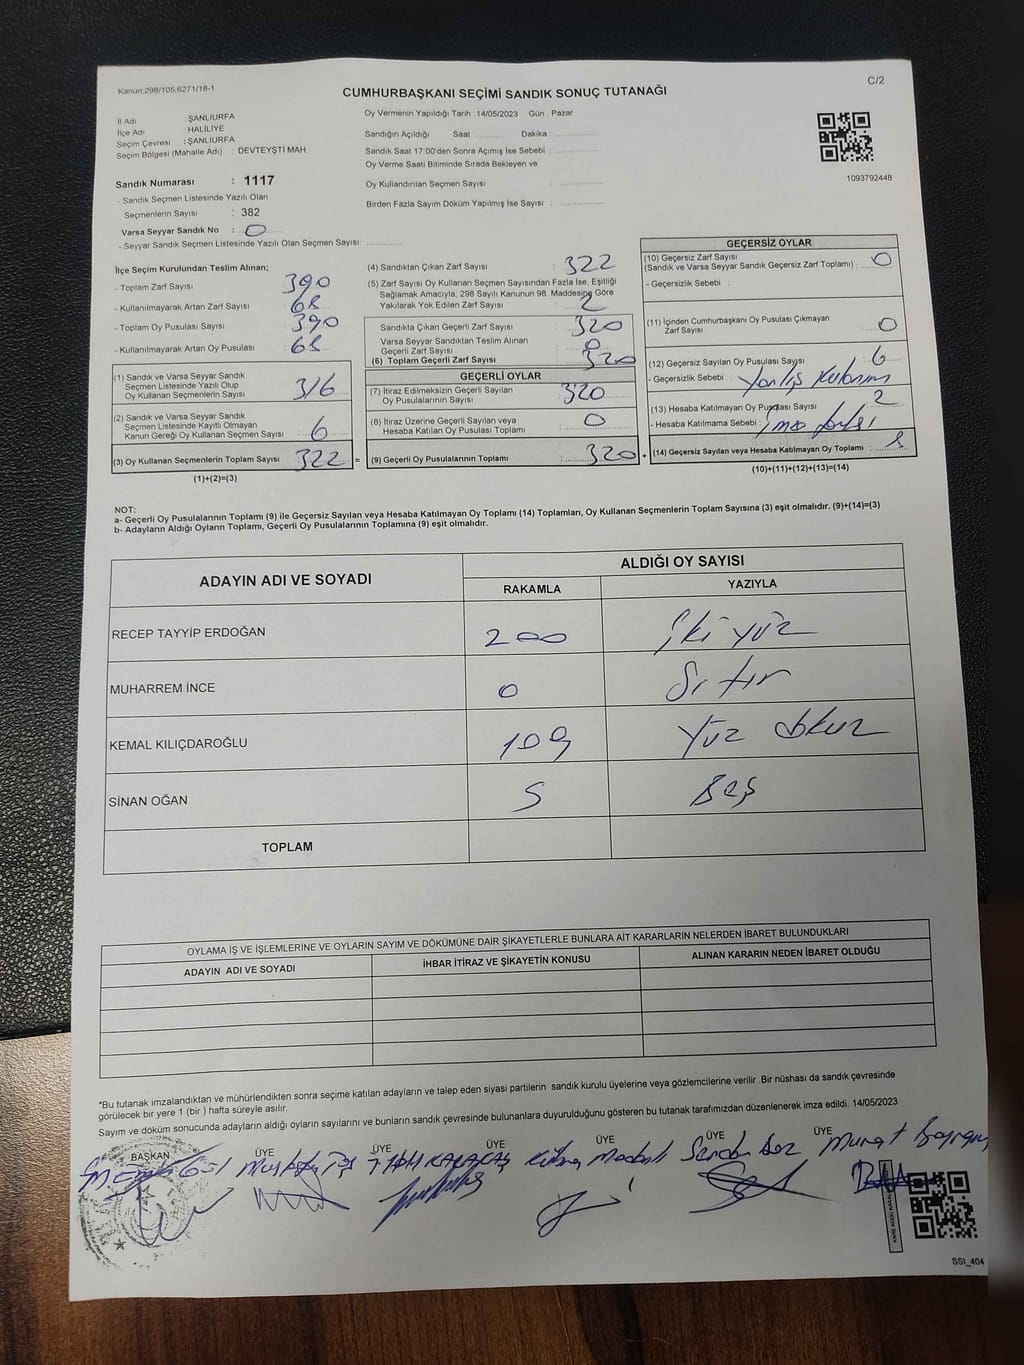 Kanun:298/105;6271/18-1
C/2
CUMHURBAŞKANI SEÇİMİ SANDIK SONUÇ TUTANAĞI
İl Adı : ŞANLIURFA
İlçe Adı : HALİLİYE
Seçim Çevresi : ŞANLIURFA
Seçim Bölgesi (Mahalle Adı) : DEVTEYŞTİ MAH
Oy Vermenin Yapıldığı Tarih : 14/05/2023 Gün : Pazar
Sandığın Açıldığı Saat ........... Dakika ...........
Sandık Saat 17:00'den Sonra Açımış İse Sebebi :
Oy Verme Saati Bitiminde Sırada Bekleyen ve
Oy Kullandırılan Seçmen Sayısı :
Birden Fazla Sayım Döküm Yapılmış İse Sayısı :
1093792448
Sandık Numarası : 1117
- Sandık Seçmen Listesinde Yazılı Olan
Seçmenlerin Sayısı : 382
Varsa Seyyar Sandık No : 0
- Seyyar Sandık Seçmen Listesinde Yazılı Olan Seçmen Sayısı:
İlçe Seçim Kurulundan Teslim Alınan;
- Toplam Zarf Sayısı : 390
- Kullanılmayarak Artan Zarf Sayısı : 68
- Toplam Oy Pusulası Sayısı : 390
- Kullanılmayarak Artan Oy Pusulası : 68
(1) Sandık ve Varsa Seyyar Sandık
Seçmen Listesinde Yazılı Olup
Oy Kullanan Seçmenlerin Sayısı 316
(2) Sandık ve Varsa Seyyar Sandık
Seçmen Listesinde Kayıtlı Olmayan
Kanun Gereği Oy Kullanan Seçmen Sayısı 6
(3) Oy Kullanan Seçmenlerin Toplam Sayısı 322 =
(1)+(2)=(3)
(4) Sandıktan Çıkan Zarf Sayısı : 322
(5) Zarf Sayısı Oy Kullanan Seçmen Sayısından Fazla İse, Eşitliği
Sağlamak Amacıyla, 298 Sayılı Kanunun 98. Maddesine Göre
Yakılarak Yok Edilen Zarf Sayısı : 2
Sandıkta Çıkan Geçerli Zarf Sayısı : 320
Varsa Seyyar Sandıktan Teslim Alınan
Geçerli Zarf Sayısı : 0
(6) Toplam Geçerli Zarf Sayısı : 320
GEÇERLİ OYLAR
(7) İtiraz Edilmeksizin Geçerli Sayılan
Oy Pusulalarının Sayısı : 320
(8) İtiraz Üzerine Geçerli Sayılan veya
Hesaba Katılan Oy Pusulası Toplamı : 0
(9) Geçerli Oy Pusulalarının Toplamı : 320 +
GEÇERSİZ OYLAR
(10) Geçersiz Zarf Sayısı
(Sandık ve Varsa Seyyar Sandık Geçersiz Zarf Toplamı) : 0
- Geçersizlik Sebebi :
(11) İçinden Cumhurbaşkanı Oy Pusulası Çıkmayan
Zarf Sayısı : 0
(12) Geçersiz Sayılan Oy Pusulası Sayısı : 6
- Geçersizlik Sebebi : Yanlış
(13) Hesaba Katılmayan Oy Pusulası Sayısı : 2
- Hesaba Katılmama Sebebi :
(14) Geçersiz Sayılan veya Hesaba Katılmayan Oy Toplamı : 8
(10)+(11)+(12)+(13)=(14)
NOT:
a- Geçerli Oy Pusulalarının Toplamı (9) ile Geçersiz Sayılan veya Hesaba Katılmayan Oy Toplamı (14) Toplamları, Oy Kullanan Seçmenlerin Toplam Sayısına (3) eşit olmalıdır. (9)+(14)=(3)
b- Adayların Aldığı Oyların Toplamı, Geçerli Oy Pusulalarının Toplamına (9) eşit olmalıdır.
ADAYIN ADI VE SOYADI
ALDIĞI OY SAYISI
RAKAMLA YAZIYLA
RECEP TAYYİP ERDOĞAN 200 iki yüz
MUHARREM İNCE 0 Sıfır
KEMAL KILIÇDAROĞLU 109 Yüz dokuz
SİNAN OĞAN 5 Beş
TOPLAM
OYLAMA İŞ VE İŞLEMLERİNE VE OYLARIN SAYIM VE DÖKÜMÜNE DAİR ŞİKAYETLERLE BUNLARA AİT KARARLARIN NELERDEN İBARET BULUNDUKLARI
ADAYIN ADI VE SOYADI İHBAR İTİRAZ VE ŞİKAYETİN KONUSU ALINAN KARARIN NEDEN İBARET OLDUĞU
*Bu tutanak imzalandıktan ve mühürlendikten sonra seçime katılan adayların ve talep eden siyasi partilerin sandık kurulu üyelerine veya gözlemcilerine verilir .Bir nüshası da sandık çevresinde
görülecek bir yere 1 (bir ) hafta süreyle asılır.
Sayım ve döküm sonucunda adayların aldığı oyların sayılarını ve bunların sandık çevresinde bulunanlara duyurulduğunu gösteren bu tutanak tarafımızdan düzenlenerek imza edildi. 14/05/2023
BAŞKAN ÜYE ÜYE ÜYE ÜYE ÜYE ÜYE
KARAKAŞ Murat
SSİ_404